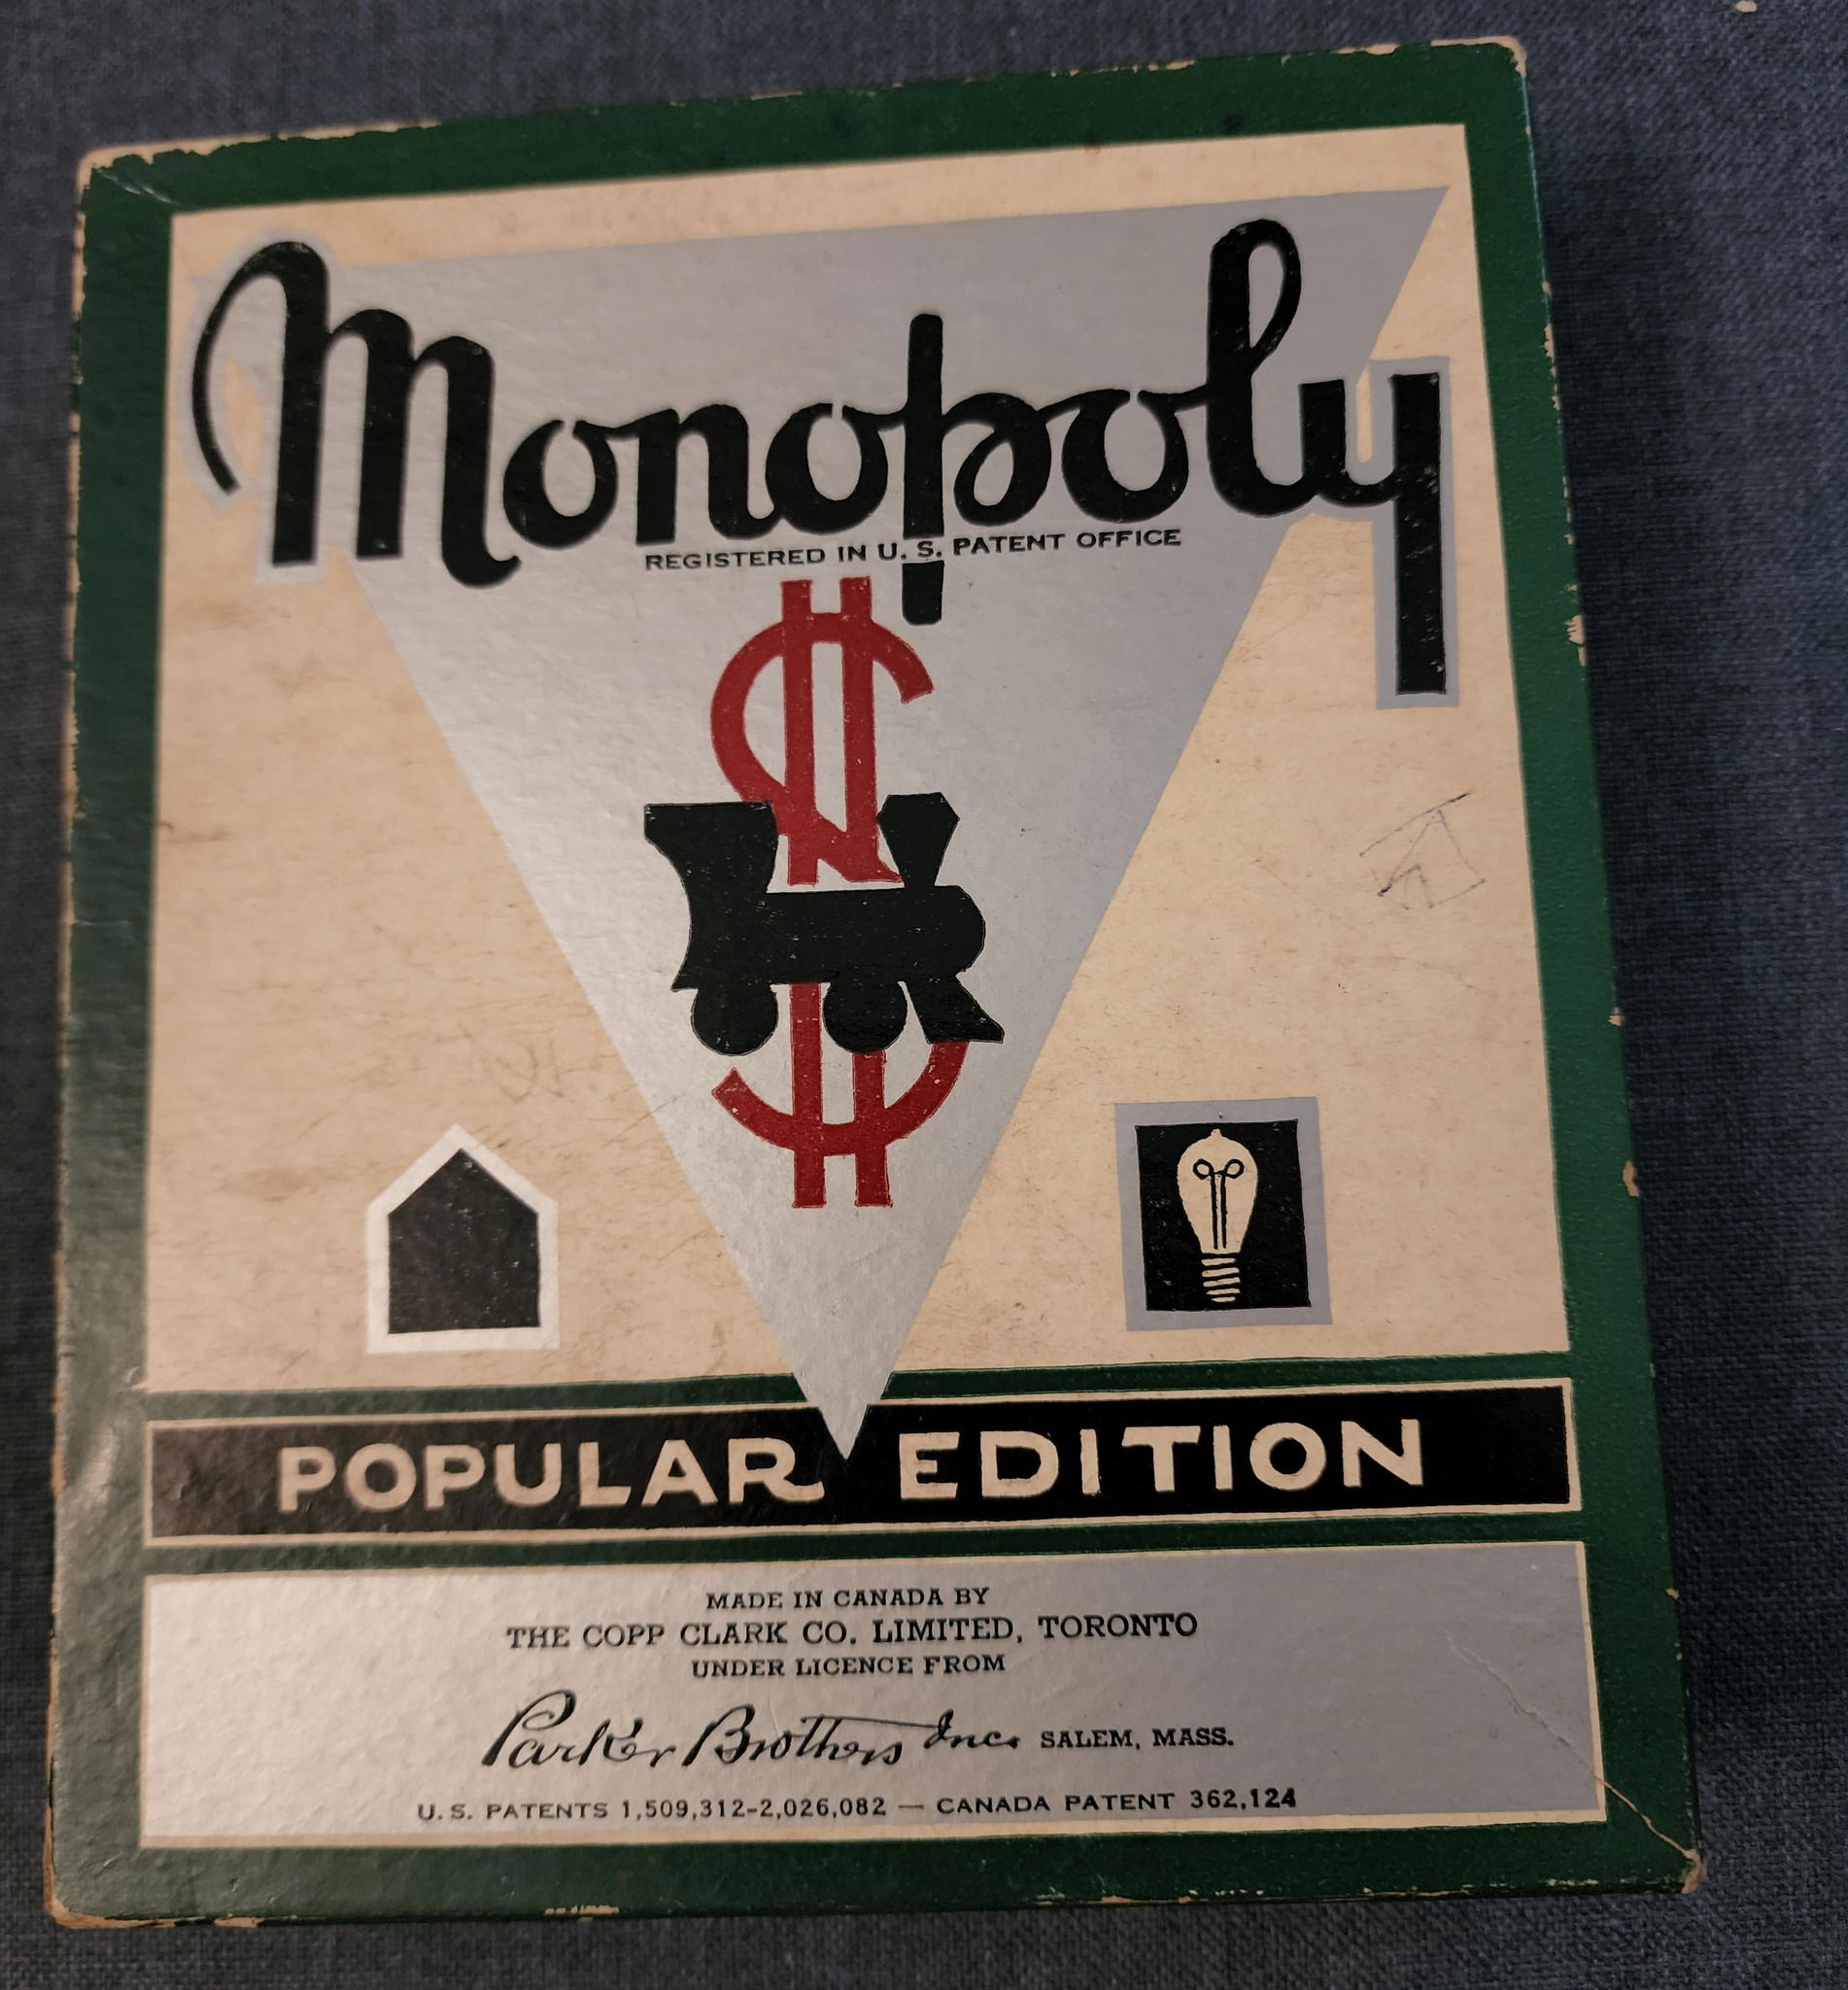 Monopoly
REGISTERED IN U. S. PATENT OFFICE
POPULAR EDITION
MADE IN CANADA BY
THE COPP CLARK CO. LIMITED, TORONTO
UNDER LICENCE FROM
Parker Brothers Inc. SALEM, MASS.
U. S. PATENTS 1,509,312-2,026,082 — CANADA PATENT 362,124